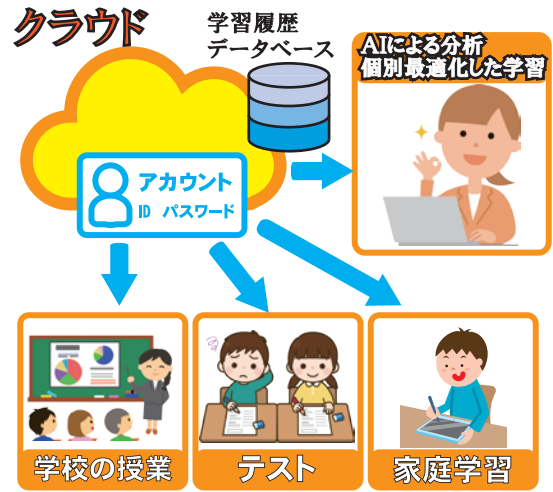 クラウド
学習履歴
データベース
AIによる分析
個別最適化した学習
アカウント
ID パスワード
学校の授業
テスト
家庭学習